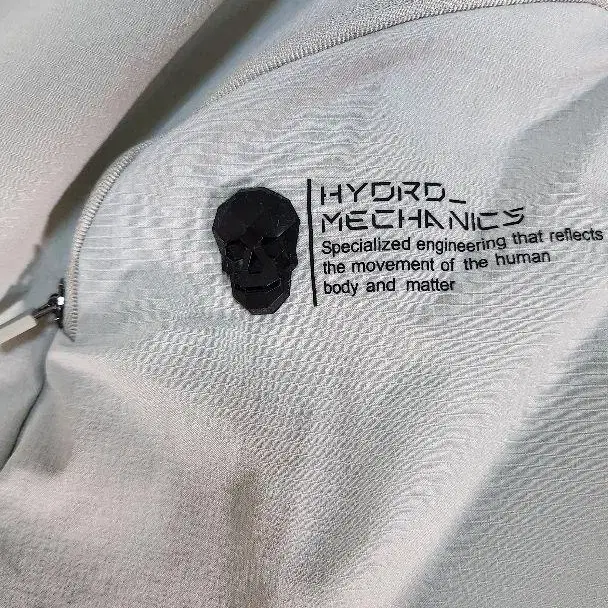 HYDRO_
MECHANICS
Specialized engineering that reflects
the movement of the human
body and matter